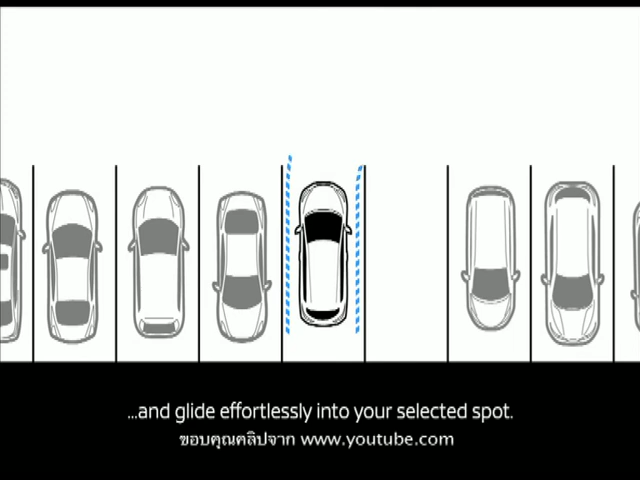 ...and glide effortlessly into your selected spot.
ขอบคุณคลิปจาก www.youtube.com